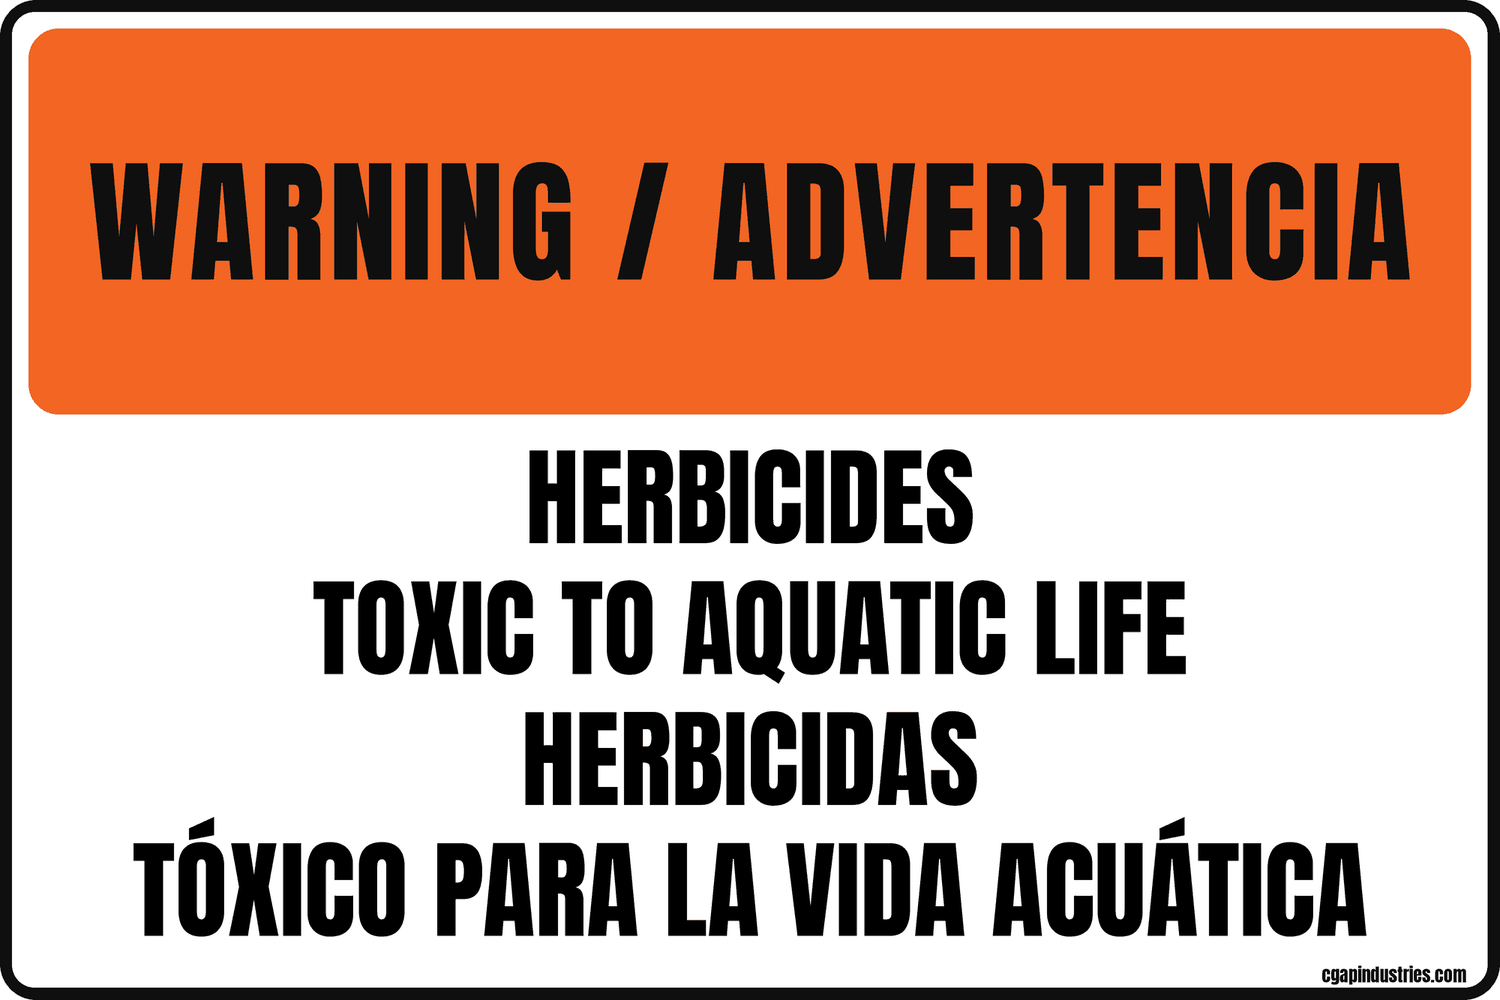 WARNING / ADVERTENCIA
HERBICIDES
TOXIC TO AQUATIC LIFE
HERBICIDAS
TÓXICO PARA LA VIDA ACUÁTICA
cgapindustries.com